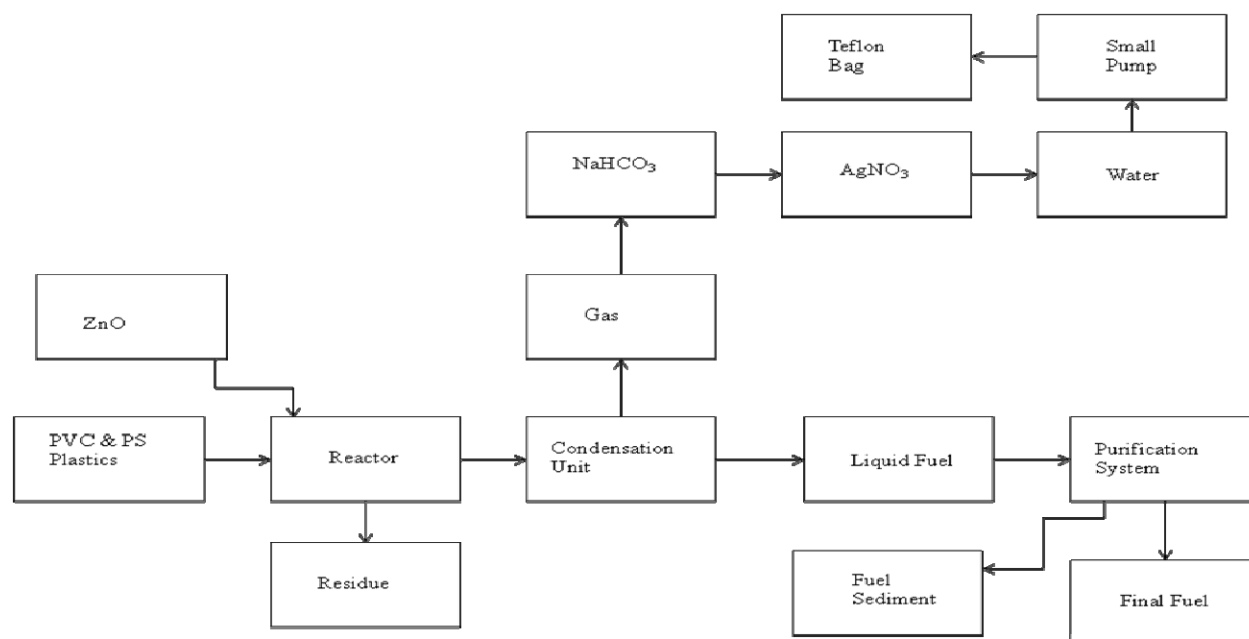 Teflon
Bag
Small
Pump
NaHCO₃
AgNO₃
Water
Gas
ZnO
PVC & PS
Plastics
Reactor
Condensation
Unit
Liquid Fuel
Purification
System
Residue
Fuel
Sediment
Final Fuel